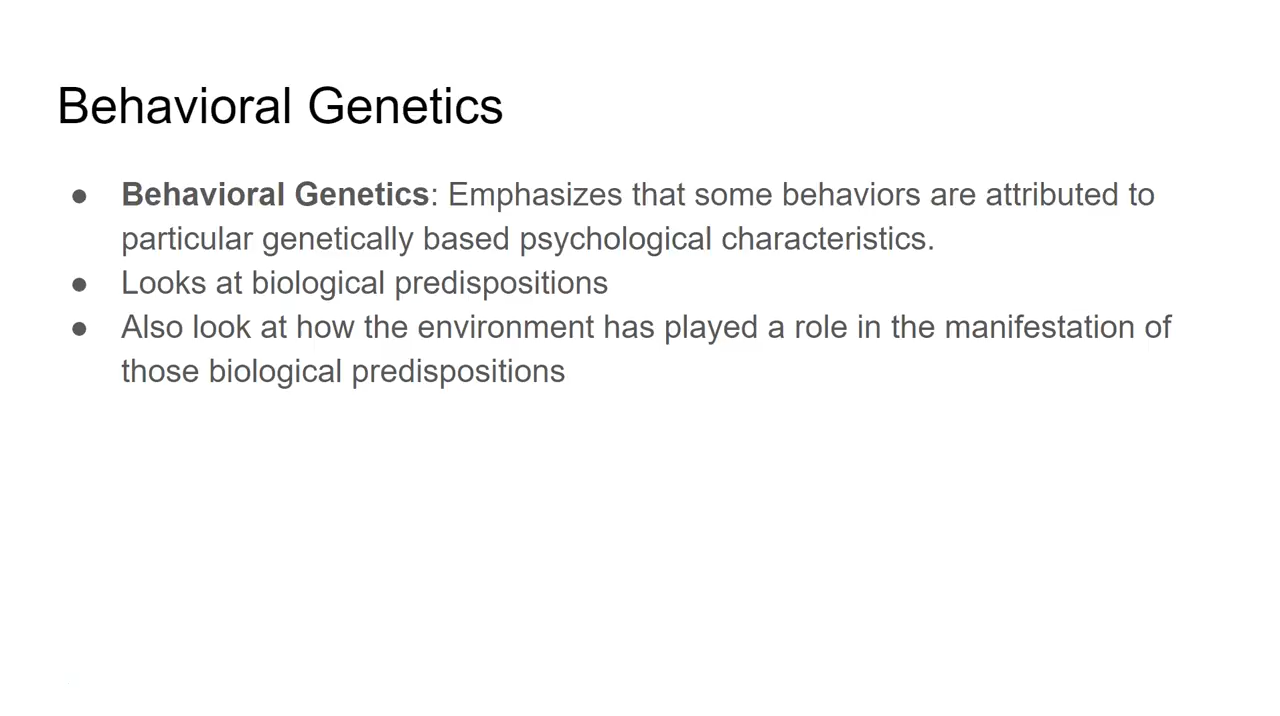 Behavioral Genetics
● Behavioral Genetics: Emphasizes that some behaviors are attributed to
particular genetically based psychological characteristics.
● Looks at biological predispositions
● Also look at how the environment has played a role in the manifestation of
those biological predispositions